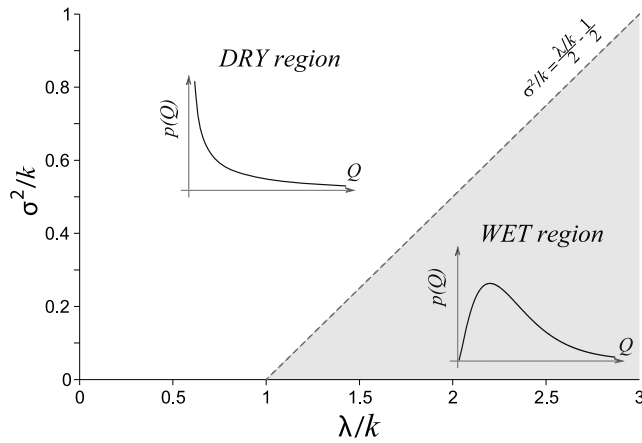 1
0.8
0.6
0.4
0.2
0
σ²/k
DRY region
p(Q)
Q
σ²/k = λ/k/2 - 1/2
WET region
p(Q)
Q
0
0.5
1
1.5
2
2.5
3
λ/k